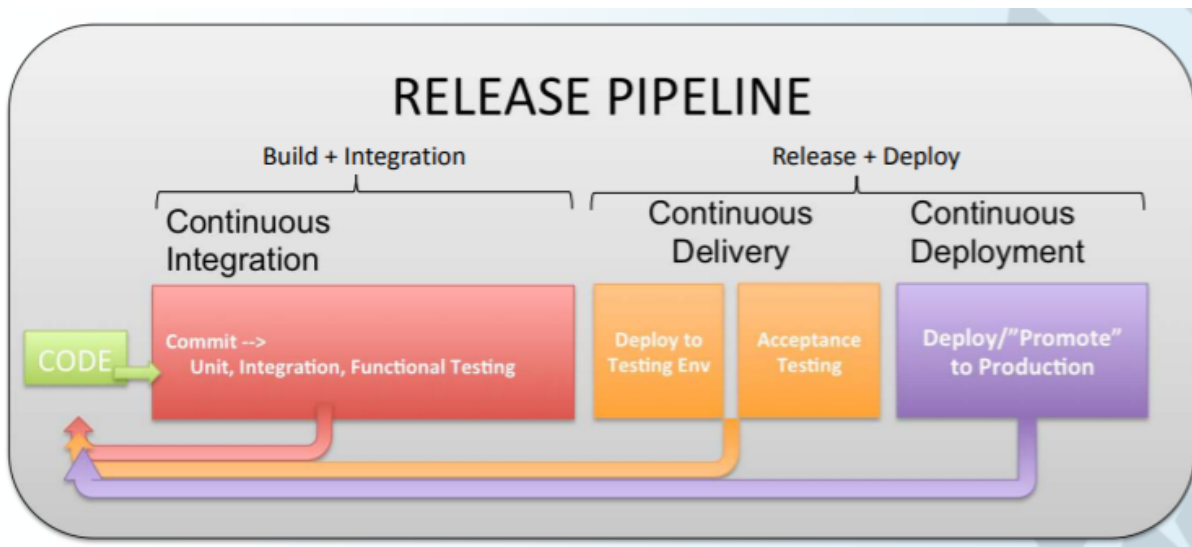 RELEASE PIPELINE
Build + Integration
Release + Deploy
Continuous
Integration
Continuous
Delivery
Continuous
Deployment
CODE
Commit -->
Unit, Integration, Functional Testing
Deploy to
Testing Env
Acceptance
Testing
Deploy/”Promote”
to Production